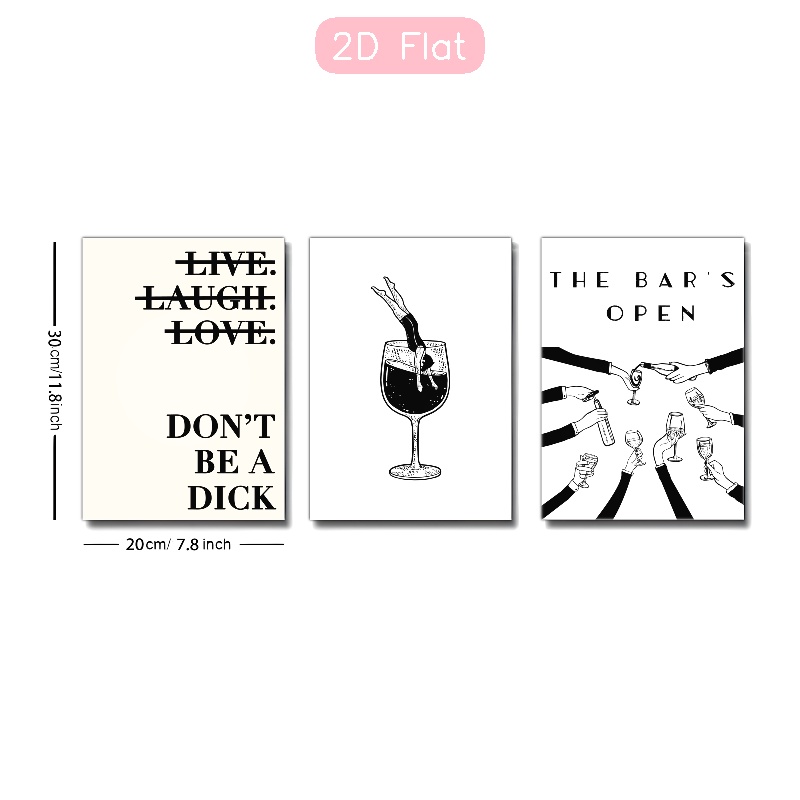 2D Flat
LIVE.
LAUGH.
LOVE.
DON'T
BE A
DICK
THE BAR'S
OPEN
30cm/11.8inch
20cm/ 7.8 inch